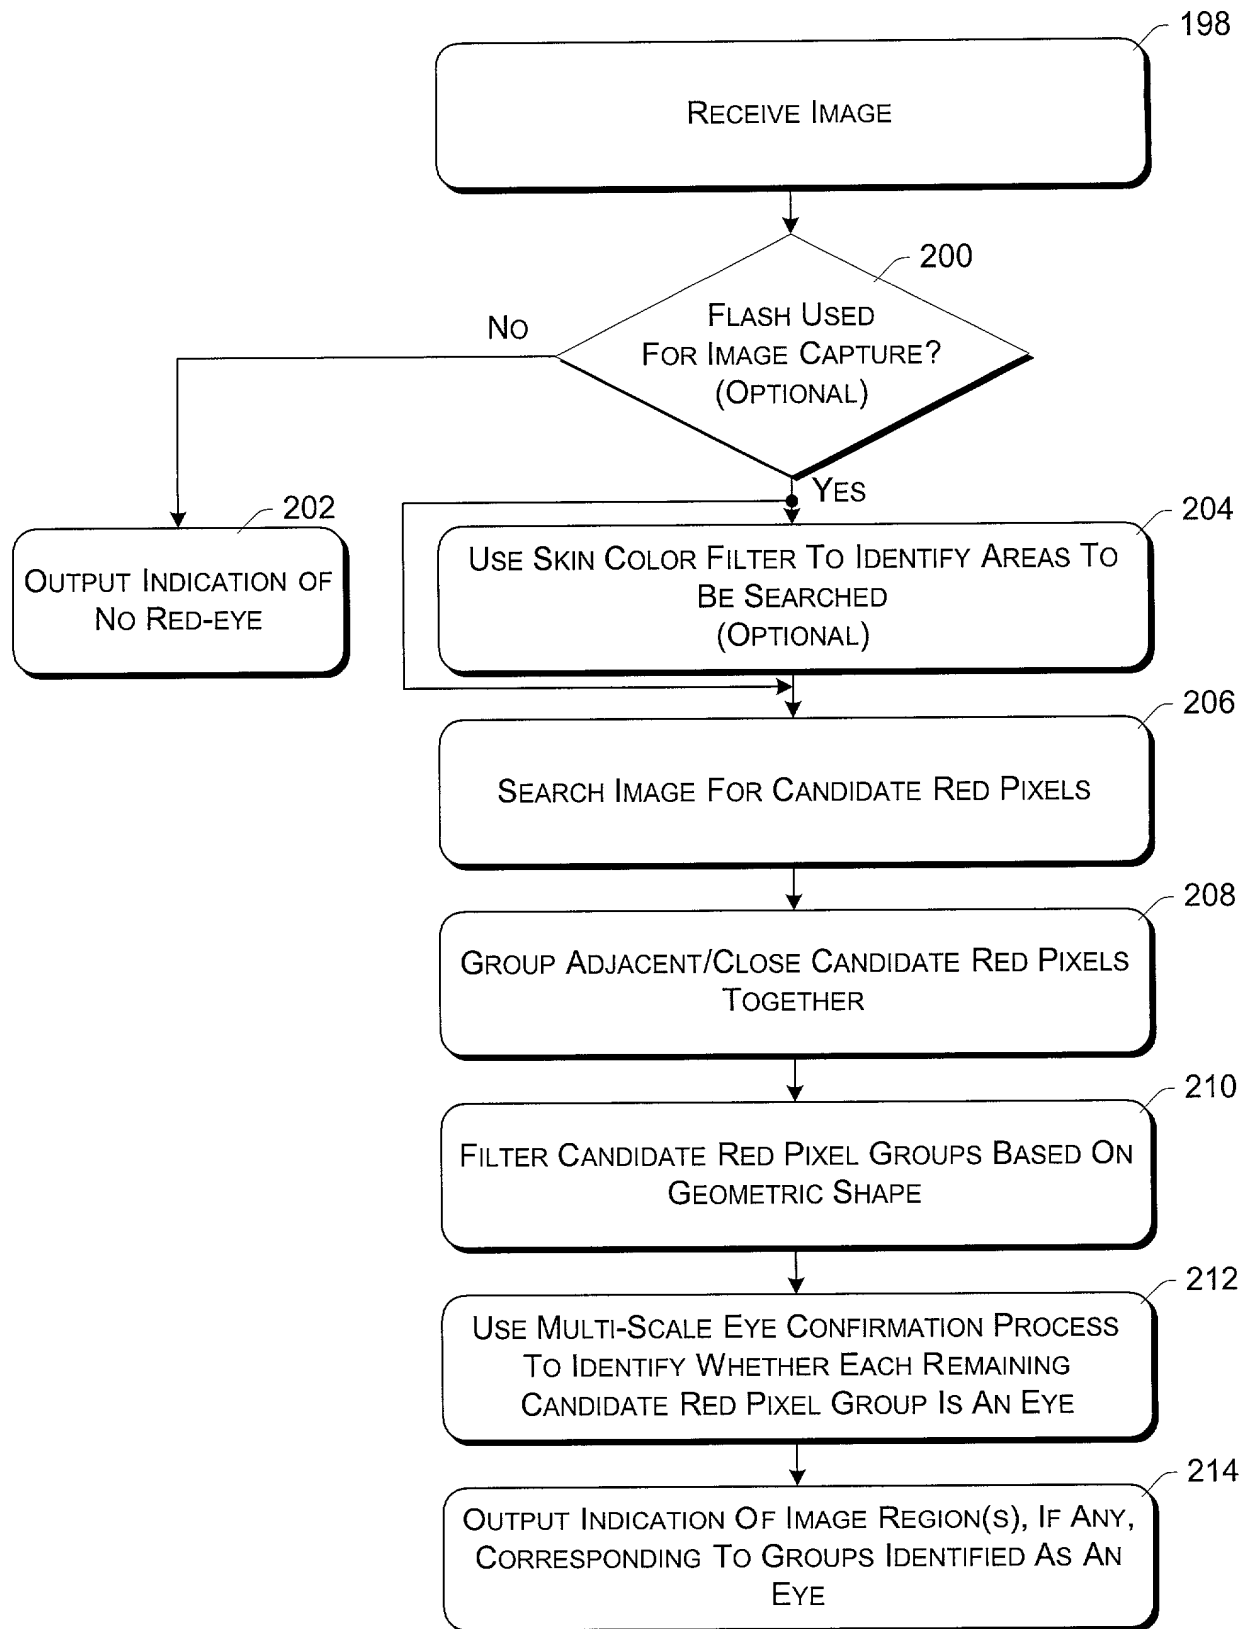 198
RECEIVE IMAGE
200
FLASH USED
FOR IMAGE CAPTURE?
(OPTIONAL)
NO
YES
202
OUTPUT INDICATION OF
NO RED-EYE
204
USE SKIN COLOR FILTER TO IDENTIFY AREAS TO
BE SEARCHED
(OPTIONAL)
206
SEARCH IMAGE FOR CANDIDATE RED PIXELS
208
GROUP ADJACENT/CLOSE CANDIDATE RED PIXELS
TOGETHER
210
FILTER CANDIDATE RED PIXEL GROUPS BASED ON
GEOMETRIC SHAPE
212
USE MULTI-SCALE EYE CONFIRMATION PROCESS
TO IDENTIFY WHETHER EACH REMAINING
CANDIDATE RED PIXEL GROUP IS AN EYE
214
OUTPUT INDICATION OF IMAGE REGION(S), IF ANY,
CORRESPONDING TO GROUPS IDENTIFIED AS AN
EYE